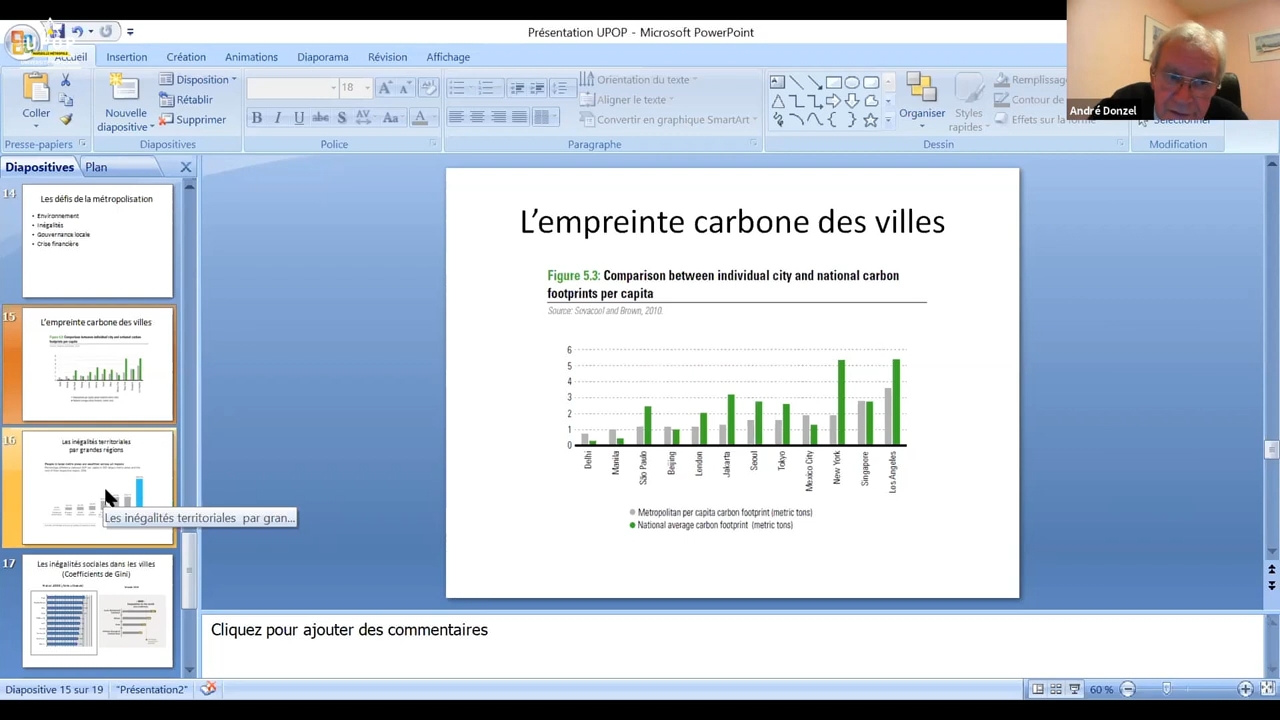 Présentation UPOP - Microsoft PowerPoint
Accueil Insertion Création Animations Diaporama Révision Affichage
André Donzel
Coller
Nouvelle
diapositive
Disposition
Rétablir
Supprimer
18
Orientation du texte
Aligner le texte
Convertir en graphique SmartArt
Organiser
Styles
rapides
Remplissage
Contour de
Effets sur la forme
Sélectionner
Presse-papiers
Diapositives
Police
Paragraphe
Dessin
Modification
Diapositives Plan
14
Les défis de la métropolisation
• Environnement
• Inégalités
• Gouvernance locale
• Crise financière
15
L'empreinte carbone des villes
16
Les inégalités territoriales
par grandes régions
Les inégalités territoriales par gran...
17
Les inégalités sociales dans les villes
(Coefficients de Gini)
L'empreinte carbone des villes
Figure 5.3: Comparison between individual city and national carbon
footprints per capita
Source: Sovacool and Brown, 2010.
6
5
4
3
2
1
0
Delhi
Manila
São Paulo
Beijing
London
Jakarta
Seoul
Tokyo
Mexico City
New York
Singapore
Los Angeles
Metropolitan per capita carbon footprint (metric tons)
National average carbon footprint (metric tons)
Cliquez pour ajouter des commentaires
Diapositive 15 sur 19
"Présentation2"
60 %